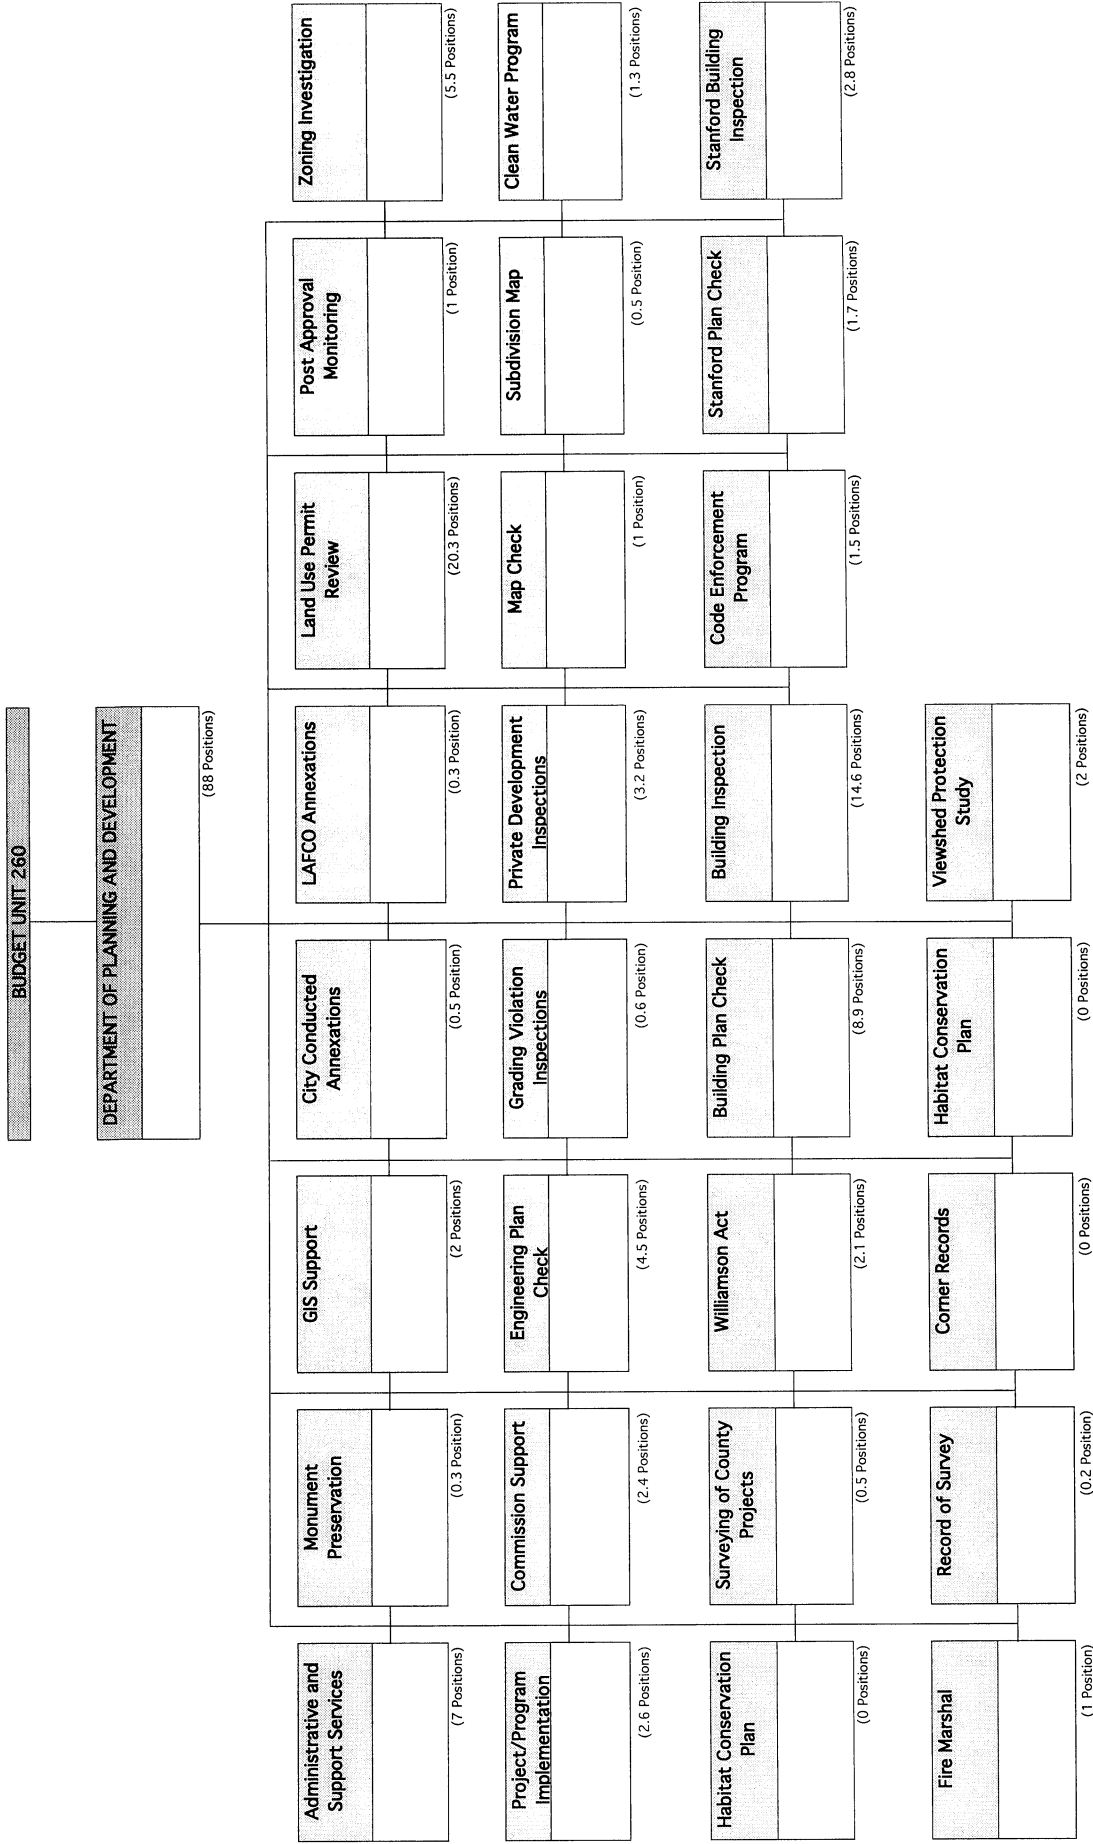 BUDGET UNIT 260
DEPARTMENT OF PLANNING AND DEVELOPMENT
(88 Positions)
Administrative and
Support Services
(7 Positions)
Monument
Preservation
(0.3 Position)
GIS Support
(2 Positions)
City Conducted
Annexations
(0.5 Position)
LAFCO Annexations
(0.3 Position)
Land Use Permit
Review
(20.3 Positions)
Post Approval
Monitoring
(1 Position)
Zoning Investigation
(5.5 Positions)
Project/Program
Implementation
(2.6 Positions)
Commission Support
(2.4 Positions)
Engineering Plan
Check
(4.5 Positions)
Grading Violation
Inspections
(0.6 Position)
Private Development
Inspections
(3.2 Positions)
Map Check
(1 Position)
Subdivision Map
(0.5 Position)
Clean Water Program
(1.3 Positions)
Habitat Conservation
Plan
(0 Positions)
Surveying of County
Projects
(0.5 Positions)
Williamson Act
(2.1 Positions)
Building Plan Check
(8.9 Positions)
Building Inspection
(14.6 Positions)
Code Enforcement
Program
(1.5 Positions)
Stanford Plan Check
(1.7 Positions)
Stanford Building
Inspection
(2.8 Positions)
Fire Marshal
(1 Position)
Record of Survey
(0.2 Position)
Corner Records
(0 Positions)
Habitat Conservation
Plan
(0 Positions)
Viewshed Protection
Study
(2 Positions)